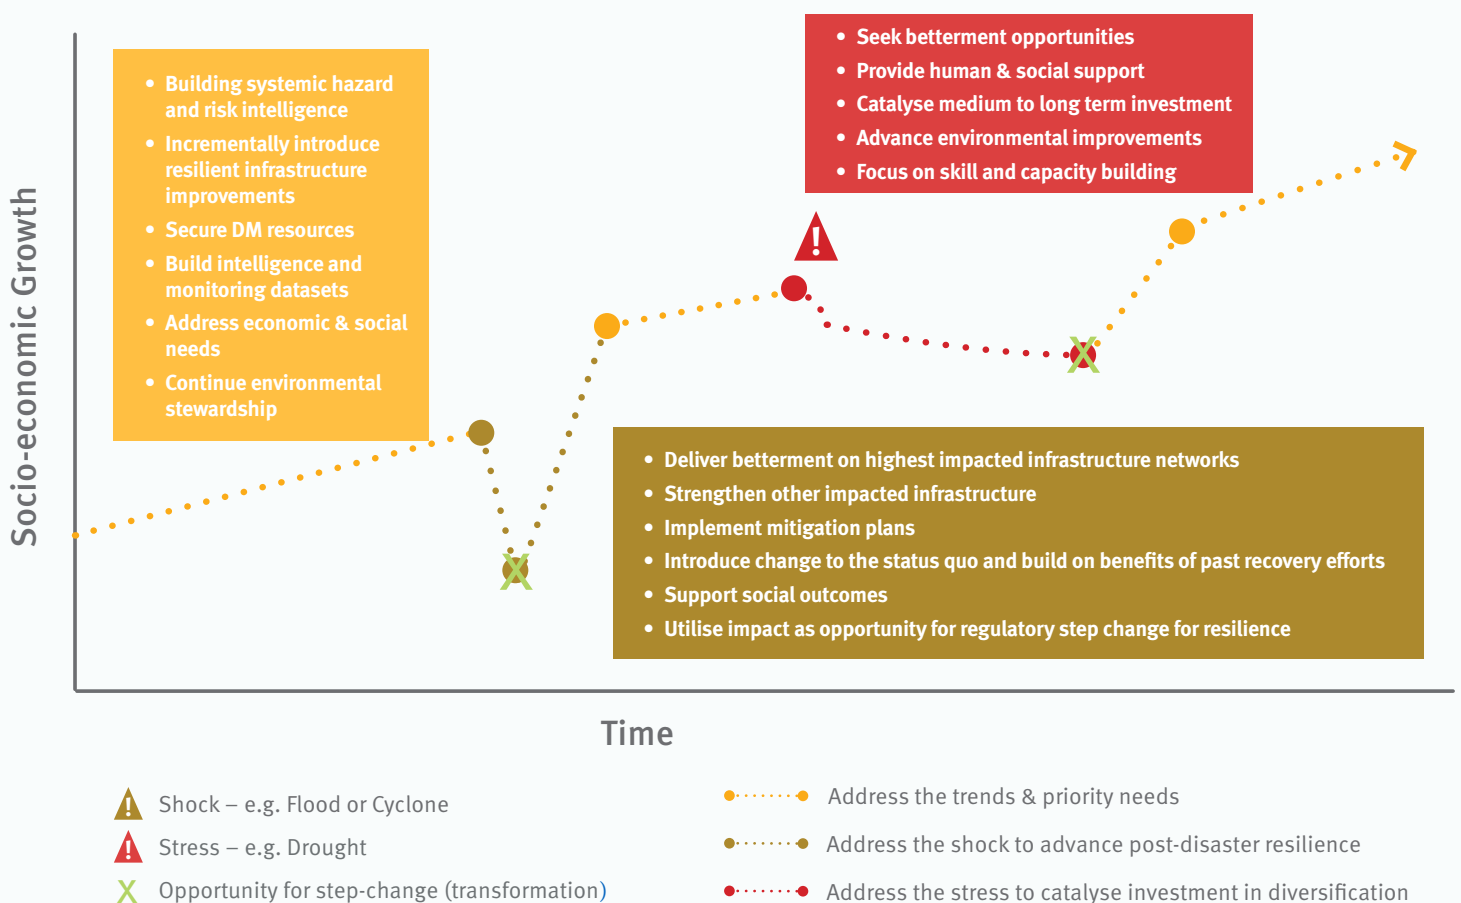 Socio-economic Growth
• Building systemic hazard
and risk intelligence
• Incrementally introduce
resilient infrastructure
improvements
• Secure DM resources
• Build intelligence and
monitoring datasets
• Address economic & social
needs
• Continue environmental
stewardship
• Seek betterment opportunities
• Provide human & social support
• Catalyse medium to long term investment
• Advance environmental improvements
• Focus on skill and capacity building
!
X
X
• Deliver betterment on highest impacted infrastructure networks
• Strengthen other impacted infrastructure
• Implement mitigation plans
• Introduce change to the status quo and build on benefits of past recovery efforts
• Support social outcomes
• Utilise impact as opportunity for regulatory step change for resilience
Time
! Shock – e.g. Flood or Cyclone
! Stress – e.g. Drought
X Opportunity for step-change (transformation)
Address the trends & priority needs
Address the shock to advance post-disaster resilience
Address the stress to catalyse investment in diversification